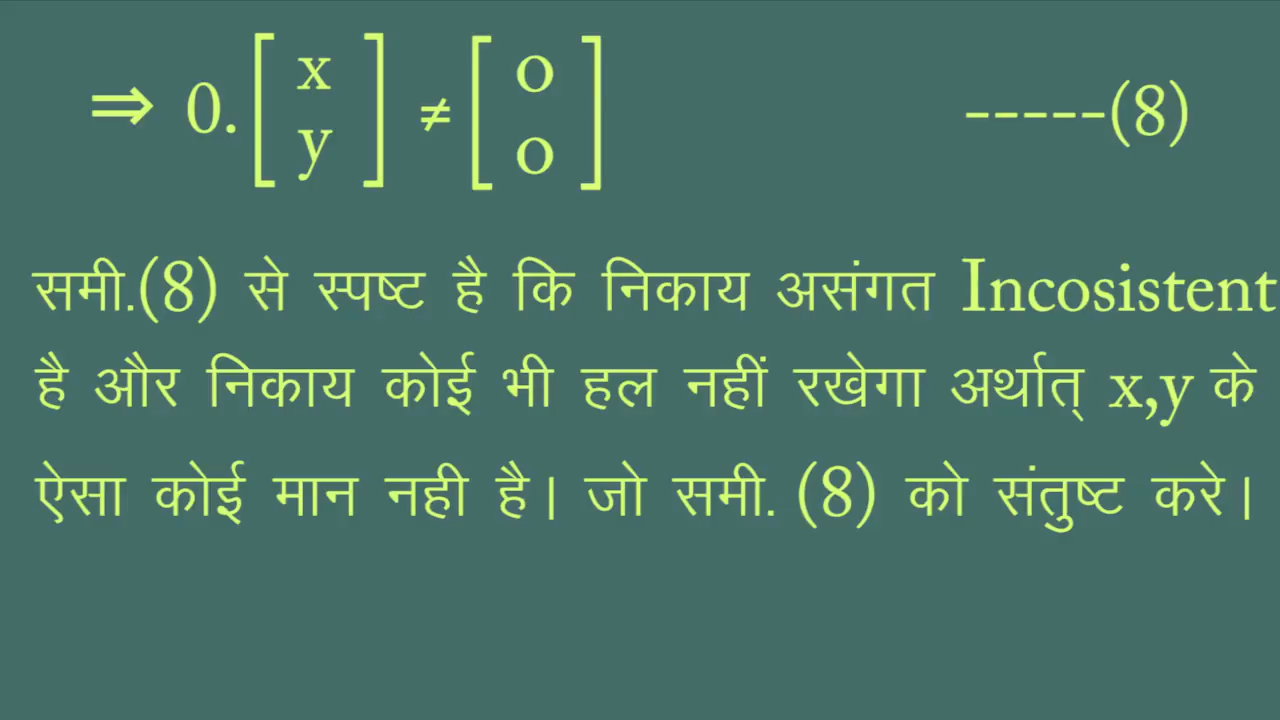 ⇒ 0. [ x y ] ≠ [ o o ] -----(8)
समी.(8) से स्पष्ट है कि निकाय असंगत Incosistent
है और निकाय कोई भी हल नहीं रखेगा अर्थात् x,y के
ऐसा कोई मान नही है। जो समी. (8) को संतुष्ट करे।